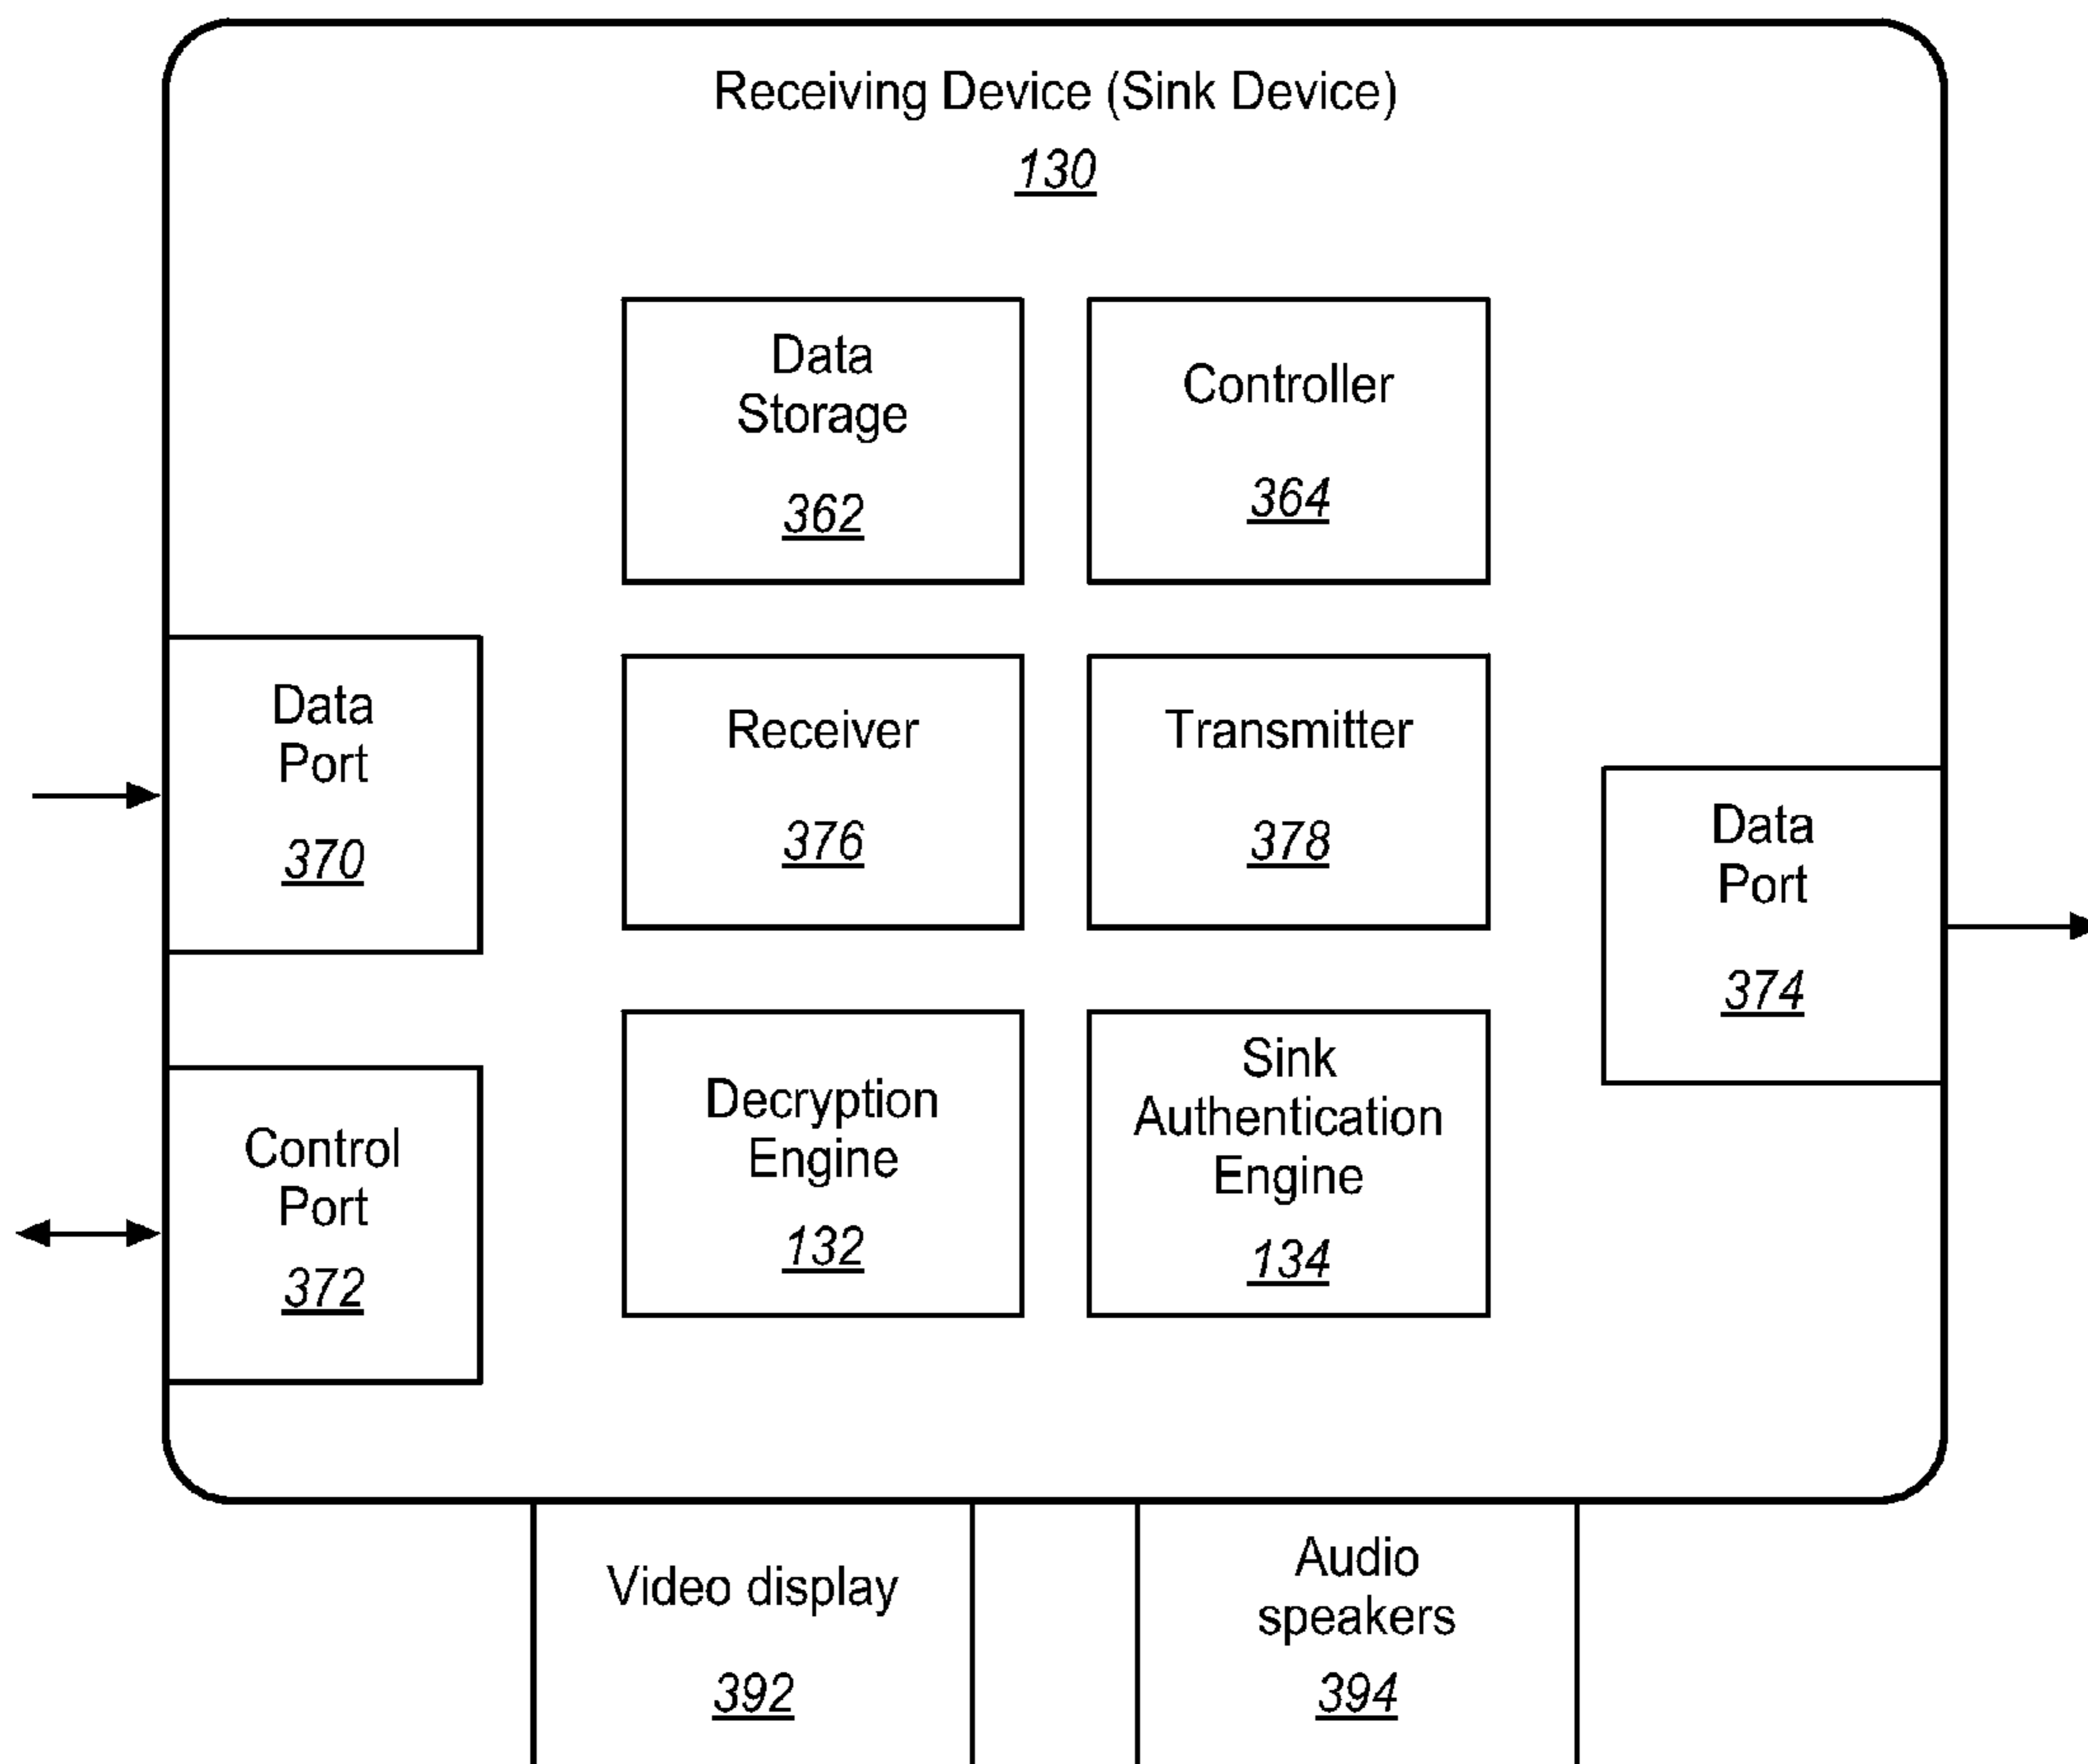 Receiving Device (Sink Device)
130
Data
Storage
362
Controller
364
Data
Port
370
Receiver
376
Transmitter
378
Data
Port
374
Control
Port
372
Decryption
Engine
132
Sink
Authentication
Engine
134
Video display
392
Audio
speakers
394